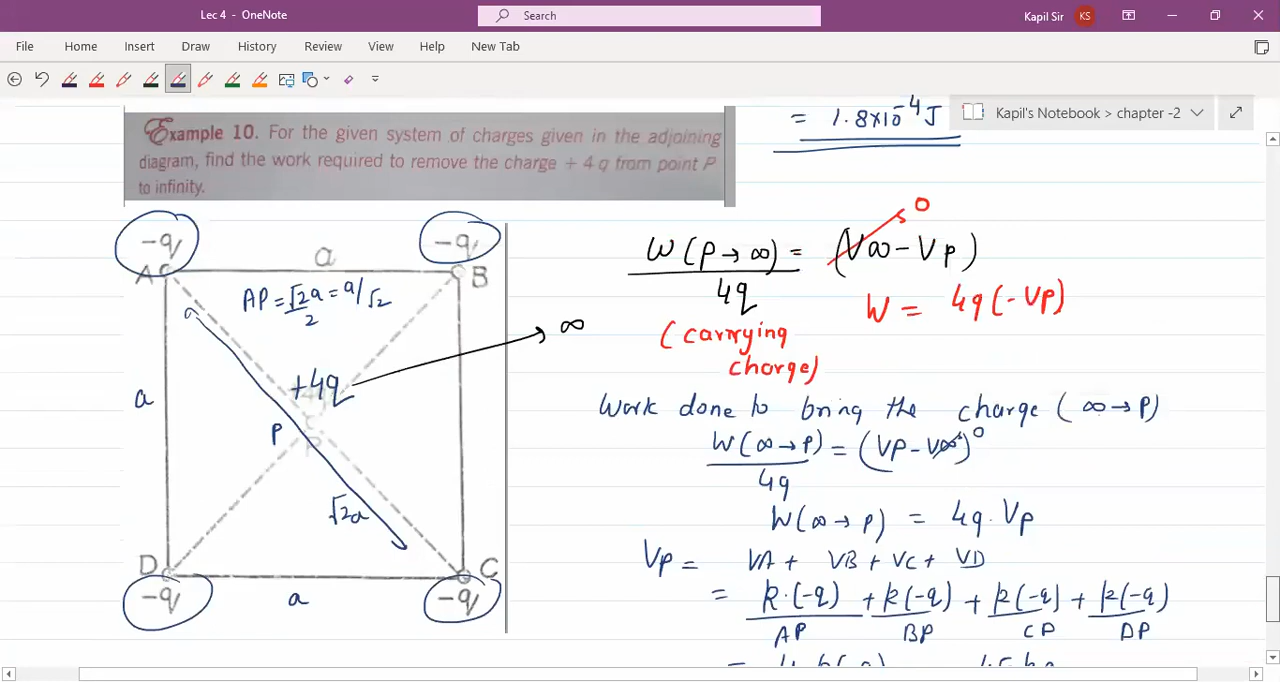 Lec 4 - OneNote
Search
Kapil Sir KS
File Home Insert Draw History Review View Help New Tab
Kapil's Notebook > chapter -2
= 1.8×10⁻⁴ J
Example 10. For the given system of charges given in the adjoining
diagram, find the work required to remove the charge + 4 q from point P
to infinity.
-q -q
A a B
AP = √2a/2 = a/√2
∞
+4q
a
P
√2a
D C
-q a -q
W(P→∞)/4q = (V∞ - VP) 0
(carrying
charge)
W = 4q(-VP)
Work done to bring the charge (∞→P)
W(∞→P)/4q = (VP - V∞) 0
W(∞→P) = 4q·VP
VP = VA + VB + VC + VD
= k·(-q)/AP + k(-q)/BP + k(-q)/CP + k(-q)/DP